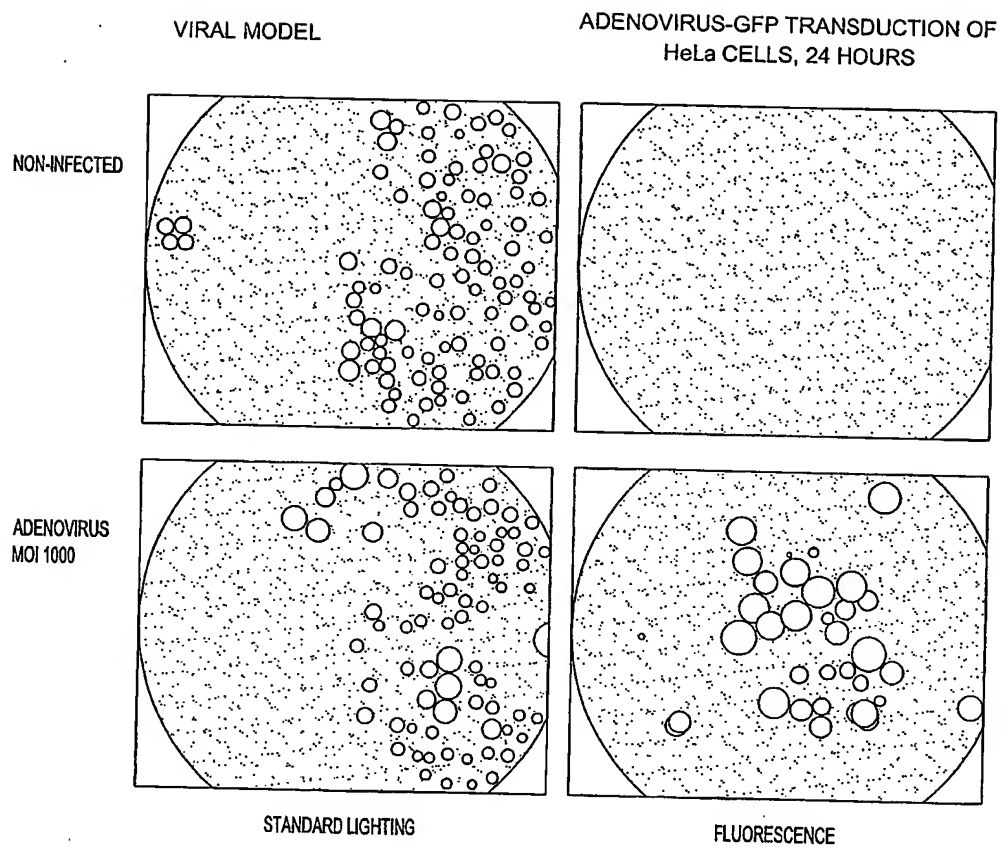 VIRAL MODEL
ADENOVIRUS-GFP TRANSDUCTION OF
HeLa CELLS, 24 HOURS
NON-INFECTED
ADENOVIRUS
MOI 1000
STANDARD LIGHTING
FLUORESCENCE